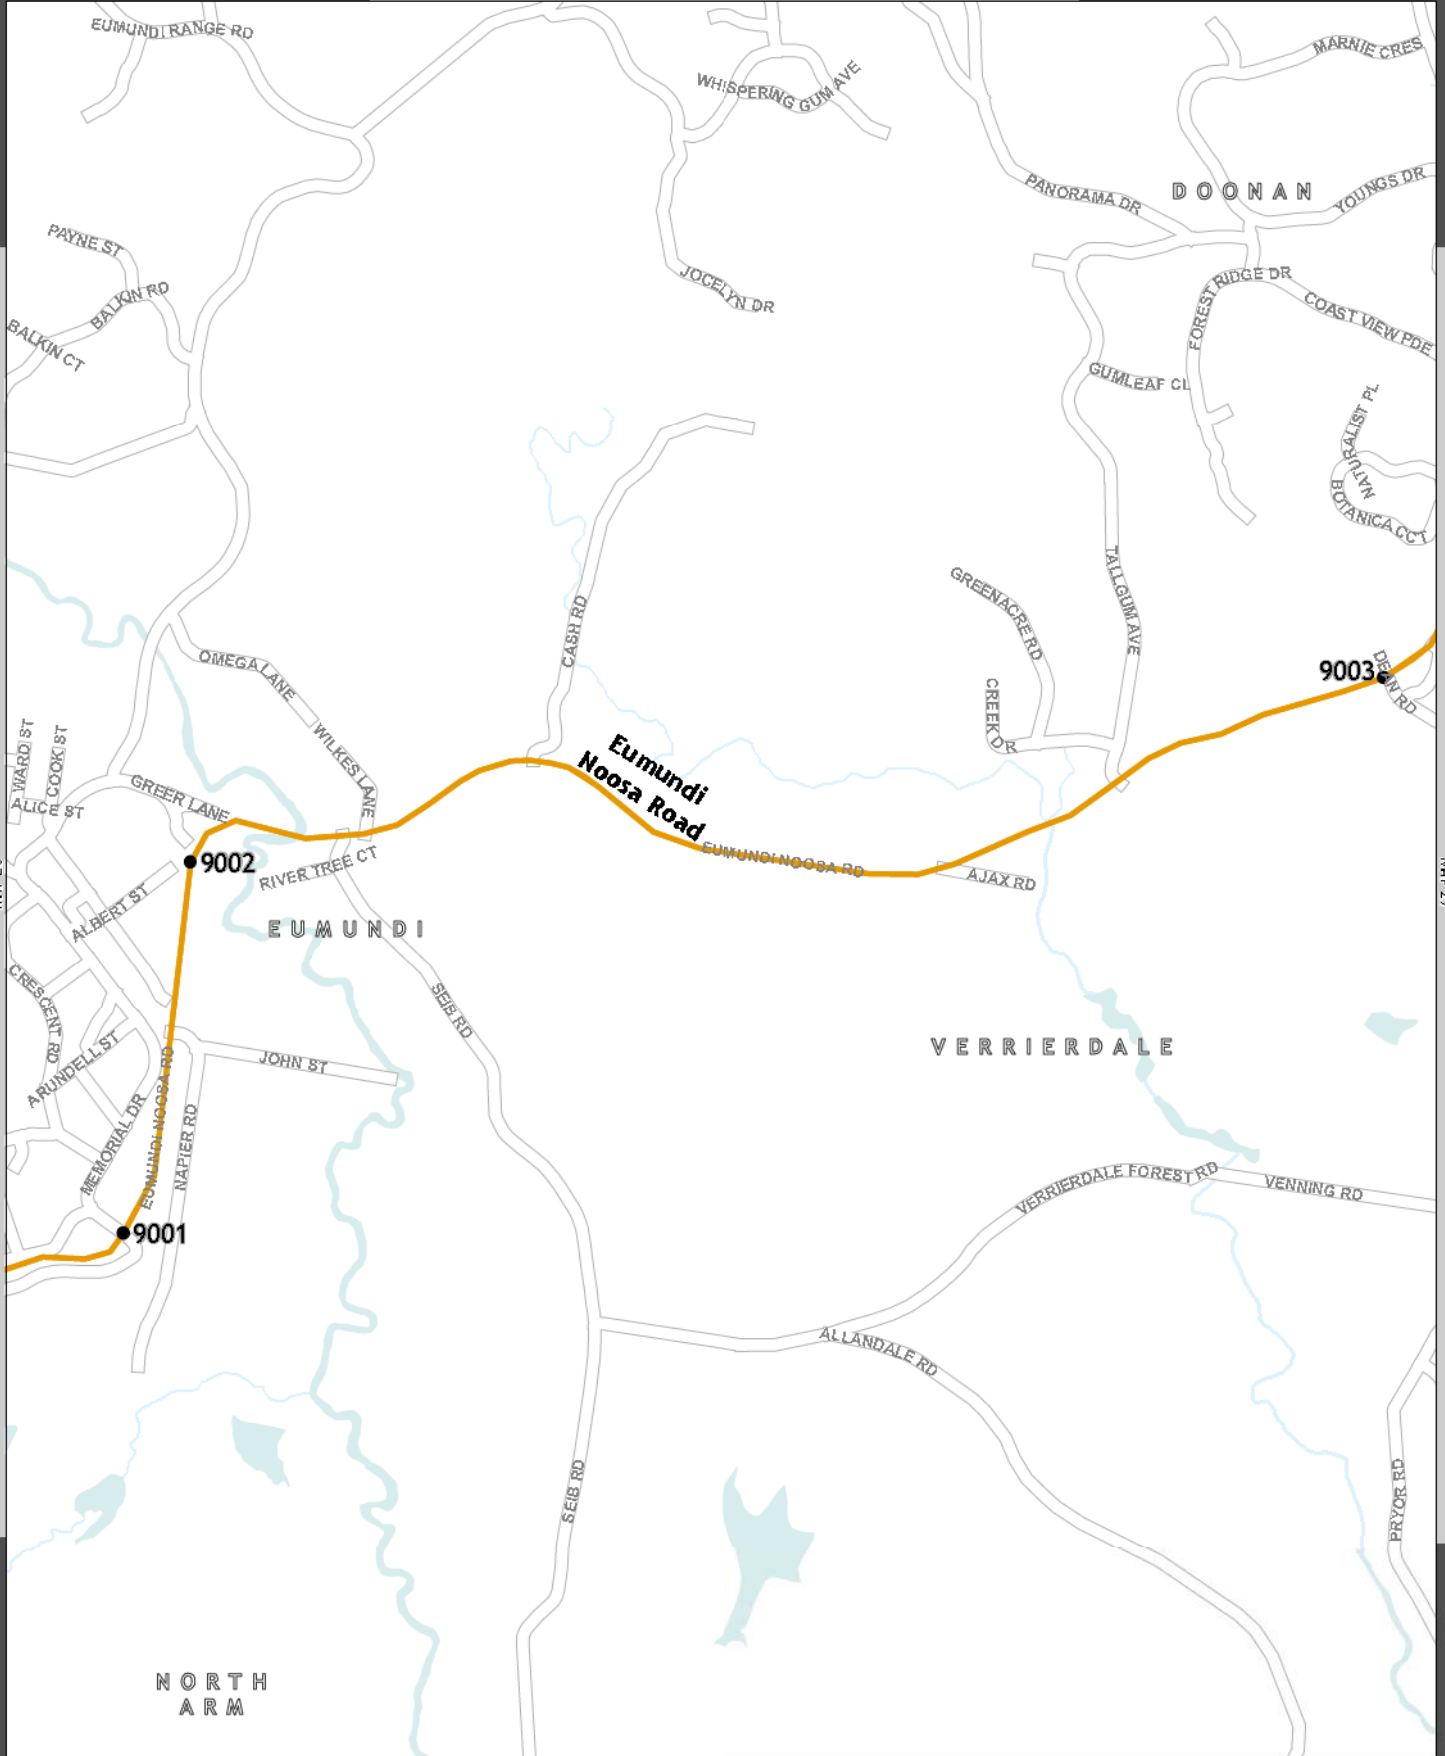 EUMUNDI RANGE RD
MARNIE CRES
WHISPERING GUM AVE
PANORAMA DR
DOONAN
YOUNGS DR
PAYNE ST
BALKIN RD
BALKIN CT
JOCELYN DR
FOREST RIDGE DR
COAST VIEW PDE
GUMLEAF CL
NATURALIST PL
BOTANICA CCT
TALLGUM AVE
GREENACRE RD
CASH RD
OMEGA LANE
CREEK DR
9003
DEAN RD
WARD ST
COOK ST
WILKES LANE
Eumundi
Noosa Road
GREER LANE
ALICE ST
9002
RIVER TREE CT
EUMUNDI NOOSA RD
AJAX RD
ALBERT ST
EUMUNDI
CRESCENT RD
SEIB RD
VERRIERDALE
ARUNDELL ST
JOHN ST
MEMORIAL DR
EUMUNDI NOOSA RD
NAPIER RD
VERRIERDALE FOREST RD
VENNING RD
9001
ALLANDALE RD
SEIB RD
PRYOR RD
NORTH
ARM